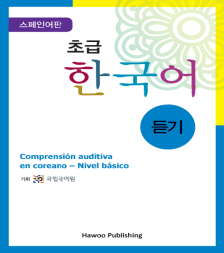 스페인어판
초급
한국어
듣기
Comprensión auditiva
en coreano – Nivel básico
기획 국립국어원
Hawoo Publishing